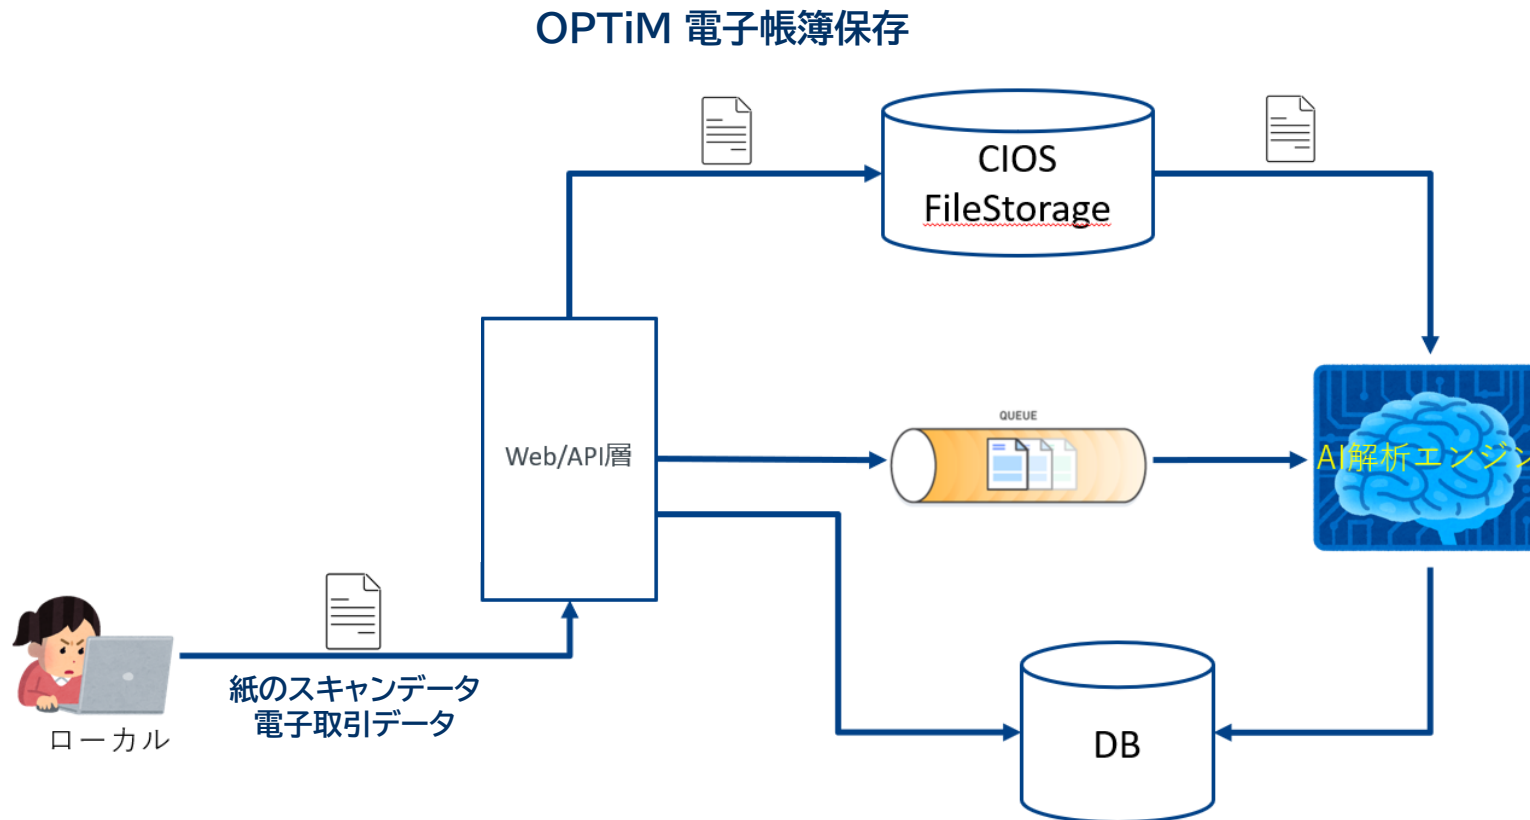 OPTiM 電子帳簿保存
CIOS
FileStorage
QUEUE
Web/API層
AI解析エンジン
紙のスキャンデータ
電子取引データ
ローカル
DB